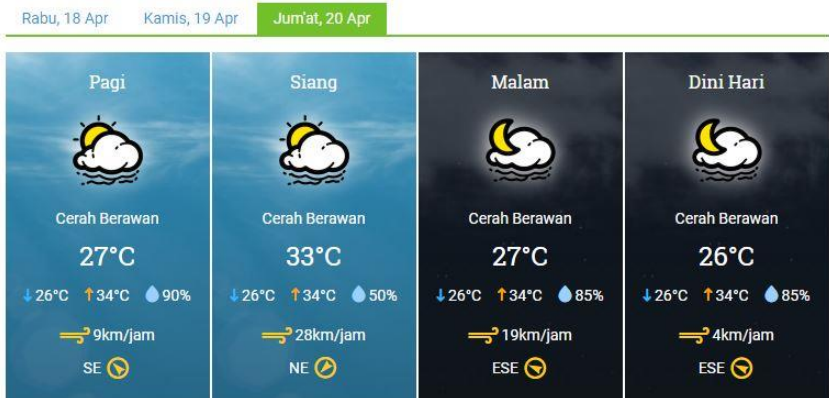 Rabu, 18 Apr Kamis, 19 Apr Jum'at, 20 Apr
Pagi
Cerah Berawan
27°C
↓26°C ↑34°C 90%
9km/jam
SE
Siang
Cerah Berawan
33°C
↓26°C ↑34°C 50%
28km/jam
NE
Malam
Cerah Berawan
27°C
↓26°C ↑34°C 85%
19km/jam
ESE
Dini Hari
Cerah Berawan
26°C
↓26°C ↑34°C 85%
4km/jam
ESE